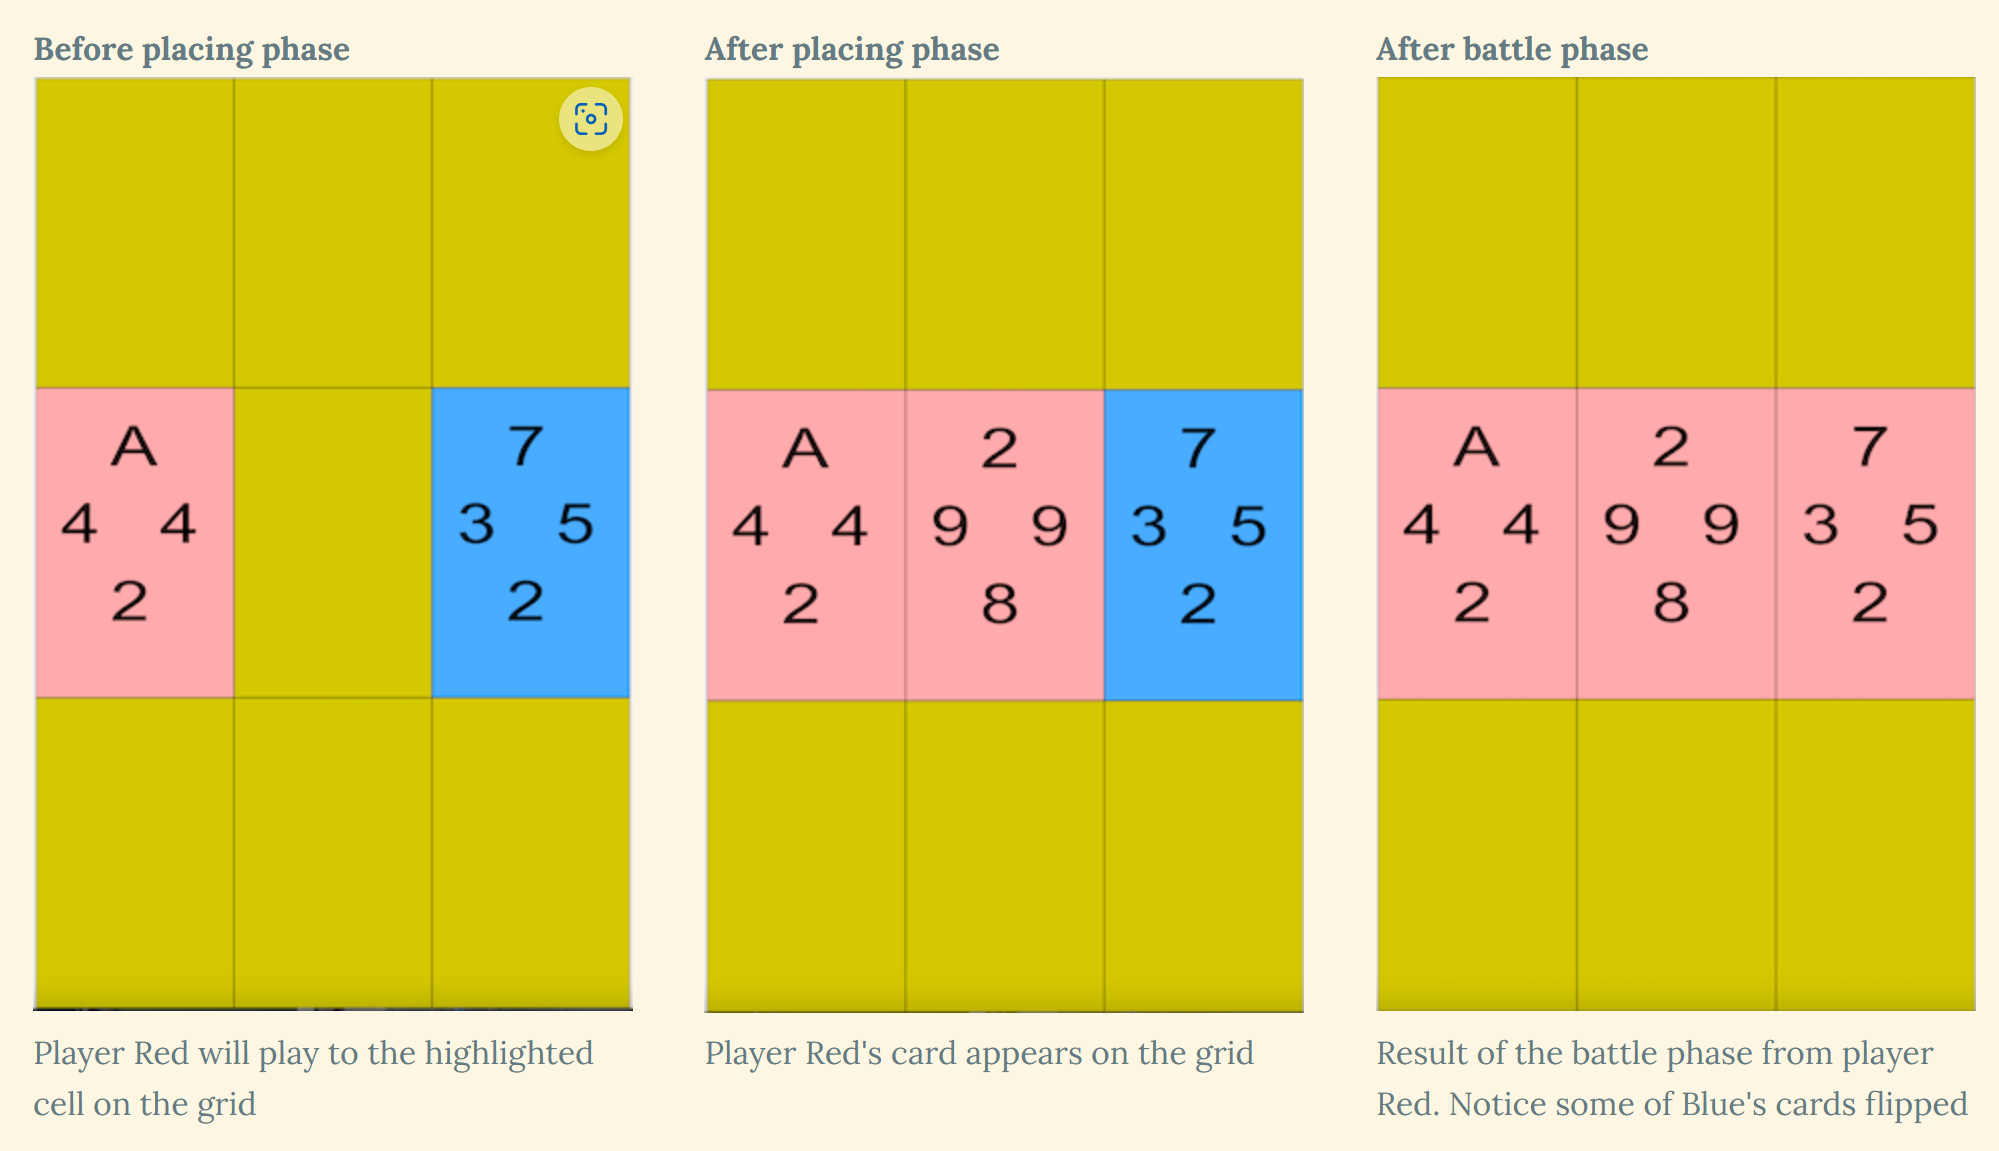 Before placing phase
A
4 4
2
7
3 5
2
Player Red will play to the highlighted
cell on the grid
After placing phase
A
4 4
2
2
9 9
8
7
3 5
2
Player Red's card appears on the grid
After battle phase
A
4 4
2
2
9 9
8
7
3 5
2
Result of the battle phase from player
Red. Notice some of Blue's cards flipped